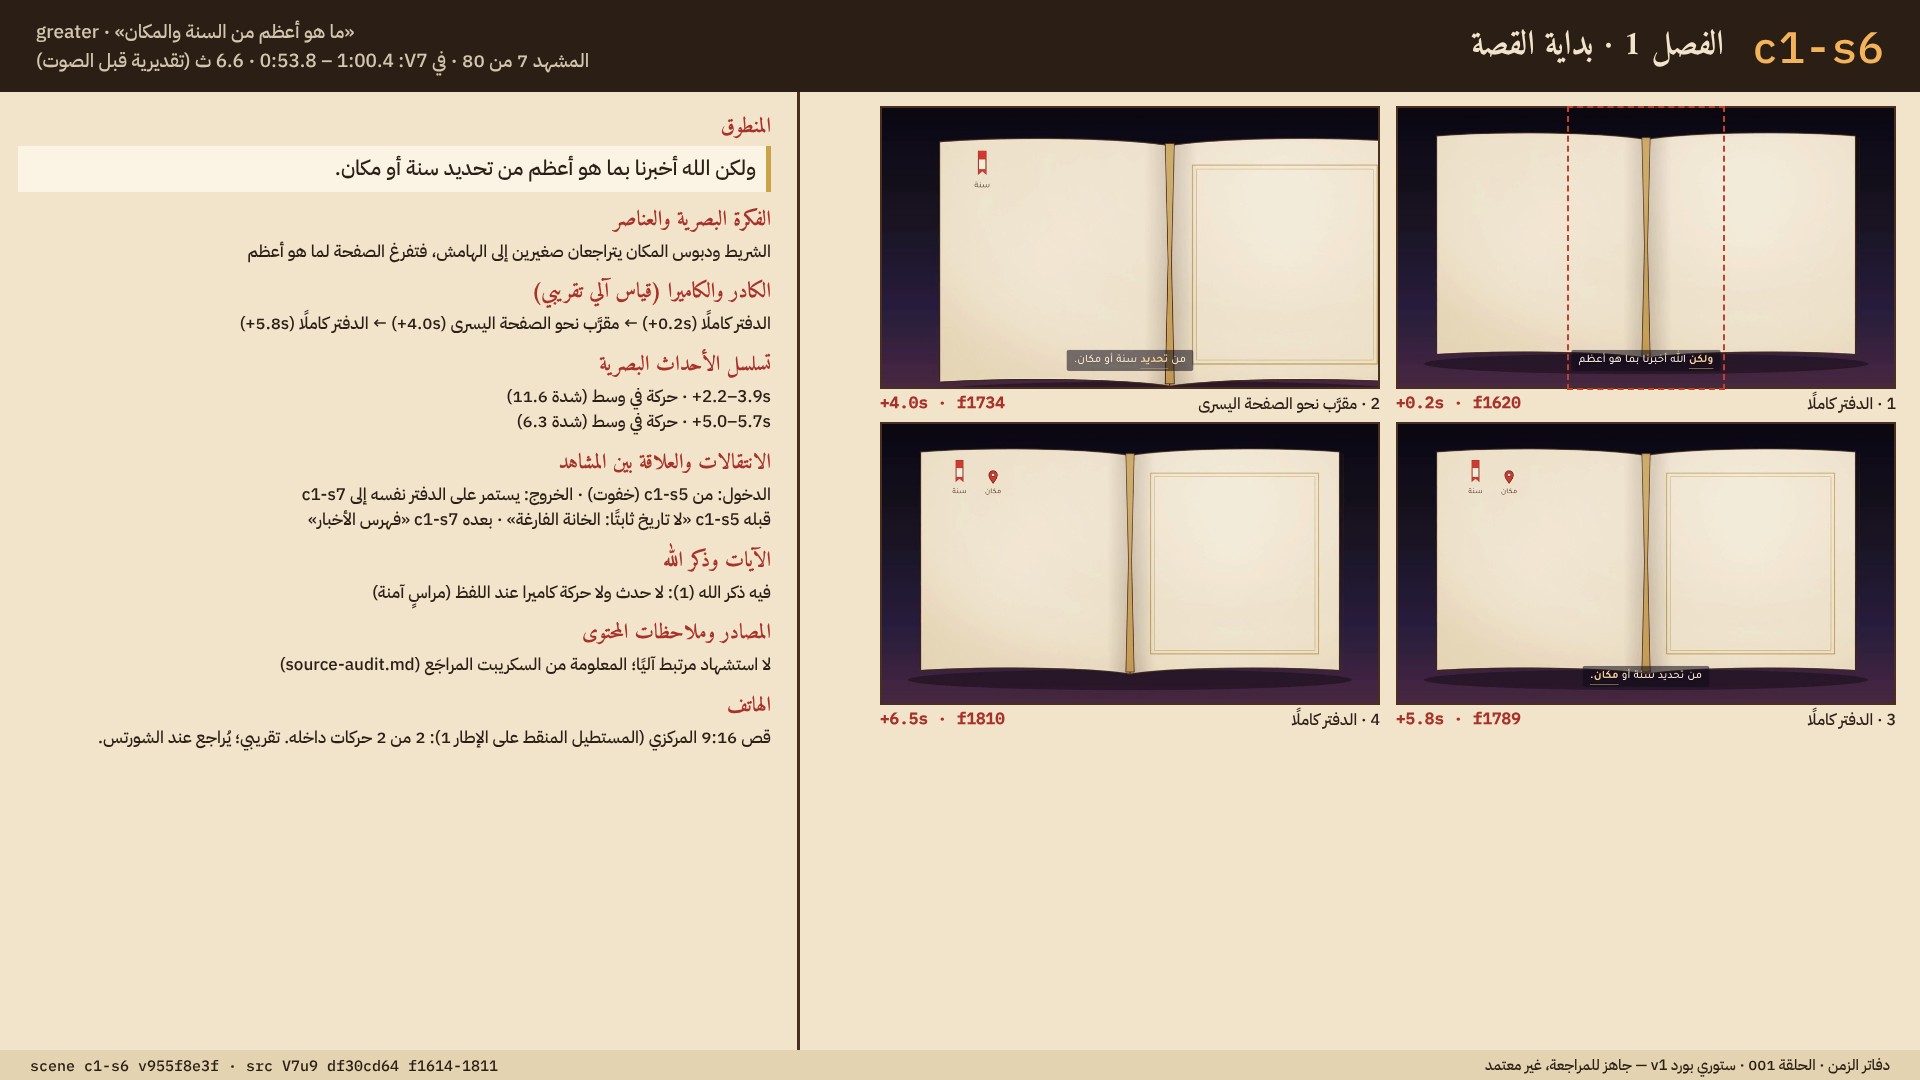 c1-s6 الفصل 1 · بداية القصة
«ما هو أعظم من السنة والمكان» · greater
المشهد 7 من 80 · في V7: 1:00.4 – 0:53.8 · 6.6 ث (تقديرية قبل الصوت)
ولكن الله أخبرنا بما هو أعظم
1 · الدفتر كاملًا
+0.2s · f1620
سنة
من تحديد سنة أو مكان.
2 · مقرَّب نحو الصفحة اليسرى
+4.0s · f1734
مكان
سنة
من تحديد سنة أو مكان.
3 · الدفتر كاملًا
+5.8s · f1789
مكان
سنة
4 · الدفتر كاملًا
+6.5s · f1810
المنطوق
ولكن الله أخبرنا بما هو أعظم من تحديد سنة أو مكان.
الفكرة البصرية والعناصر
الشريط ودبوس المكان يتراجعان صغيرين إلى الهامش، فتفرغ الصفحة لما هو أعظم
الكادر والكاميرا (قياس آلي تقريبي)
الدفتر كاملًا (+0.2s) ← مقرَّب نحو الصفحة اليسرى (+4.0s) ← الدفتر كاملًا (+5.8s)
تسلسل الأحداث البصرية
+2.2–3.9s · حركة في وسط (شدة 11.6)
+5.0–5.7s · حركة في وسط (شدة 6.3)
الانتقالات والعلاقة بين المشاهد
الدخول: من c1-s5 (خفوت) · الخروج: يستمر على الدفتر نفسه إلى c1-s7
قبله c1-s5 «لا تاريخ ثابتًا: الخانة الفارغة» · بعده c1-s7 «فهرس الأخبار»
الآيات وذكر الله
فيه ذكر الله (1): لا حدث ولا حركة كاميرا عند اللفظ (مراسٍ آمنة)
المصادر وملاحظات المحتوى
لا استشهاد مرتبط آليًا؛ المعلومة من السكريبت المراجَع (source-audit.md)
الهاتف
قص 9:16 المركزي (المستطيل المنقط على الإطار 1): 2 من 2 حركات داخله. تقريبي؛ يُراجع عند الشورتس.
دفاتر الزمن · الحلقة 001 · ستوري بورد v1 — جاهز للمراجعة، غير معتمد
scene c1-s6 v955f8e3f · src V7u9 df30cd64 f1614-1811